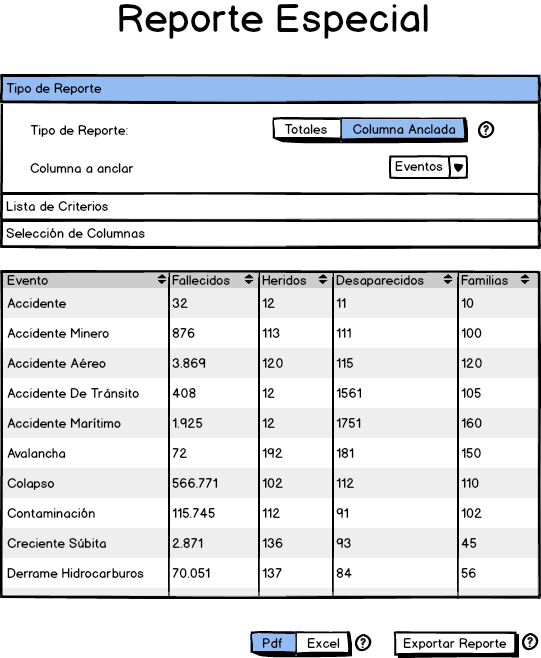 Reporte Especial
Tipo de Reporte
Tipo de Reporte: Totales Columna Anclada ?
Columna a anclar Eventos
Lista de Criterios
Selección de Columnas
Evento Fallecidos Heridos Desaparecidos Familias
Accidente 32 12 11 10
Accidente Minero 876 113 111 100
Accidente Aéreo 3.869 120 115 120
Accidente De Tránsito 408 12 1561 105
Accidente Marítimo 1.925 12 1751 160
Avalancha 72 192 181 150
Colapso 566.771 102 112 110
Contaminación 115.745 112 91 102
Creciente Súbita 2.871 136 93 45
Derrame Hidrocarburos 70.051 137 84 56
Pdf Excel ? Exportar Reporte ?